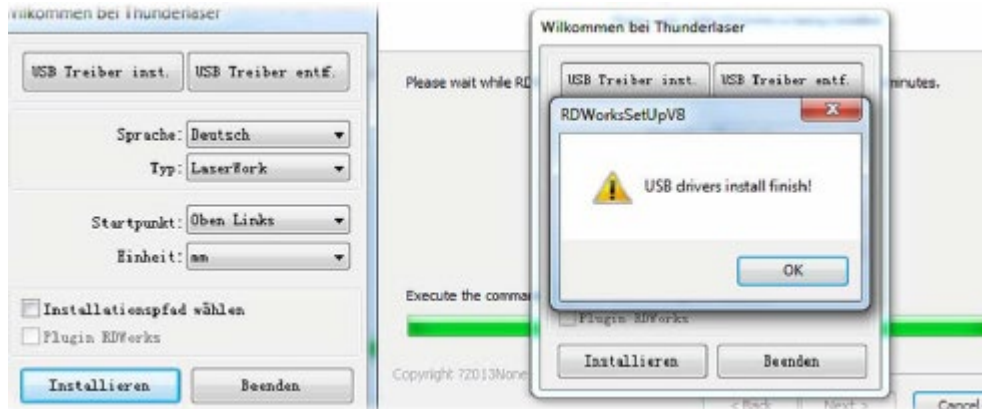 Wilkommen bei Thunderlaser
USB Treiber inst.
USB Treiber entf.
Sprache: Deutsch
Typ: LaserWork
Startpunkt: Oben Links
Einheit: mm
Installationspfad wählen
Plugin RDWorks
Installieren
Beenden
Please wait while RD
minutes.
Execute the comman
Copyright ?2013None
< Back
Next >
Cancel
Wilkommen bei Thunderlaser
USB Treiber inst.
USB Treiber entf.
RDWorksSetUpV8
USB drivers install finish!
OK
Plugin RDWorks
Installieren
Beenden